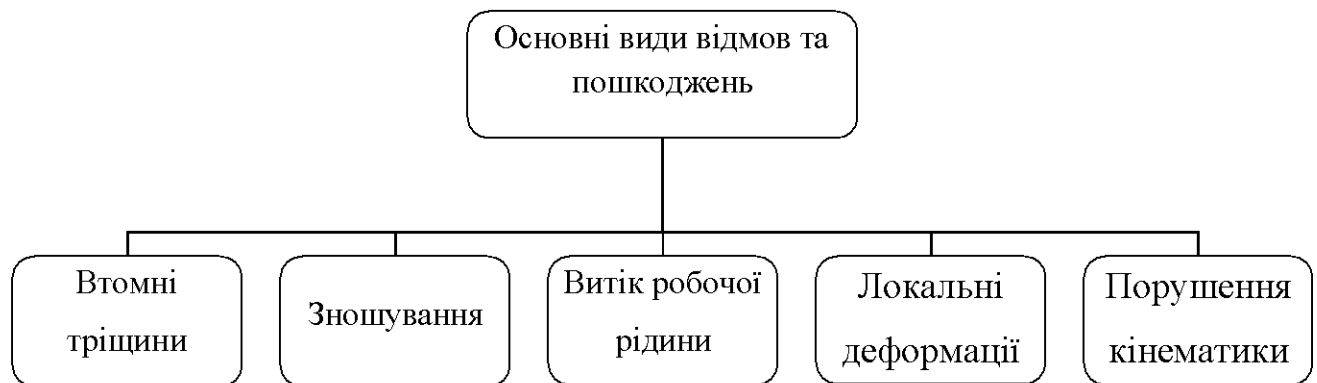 Основні види відмов та
пошкоджень
Втомні
тріщини
Зношування
Витік робочої
рідини
Локальні
деформації
Порушення
кінематики